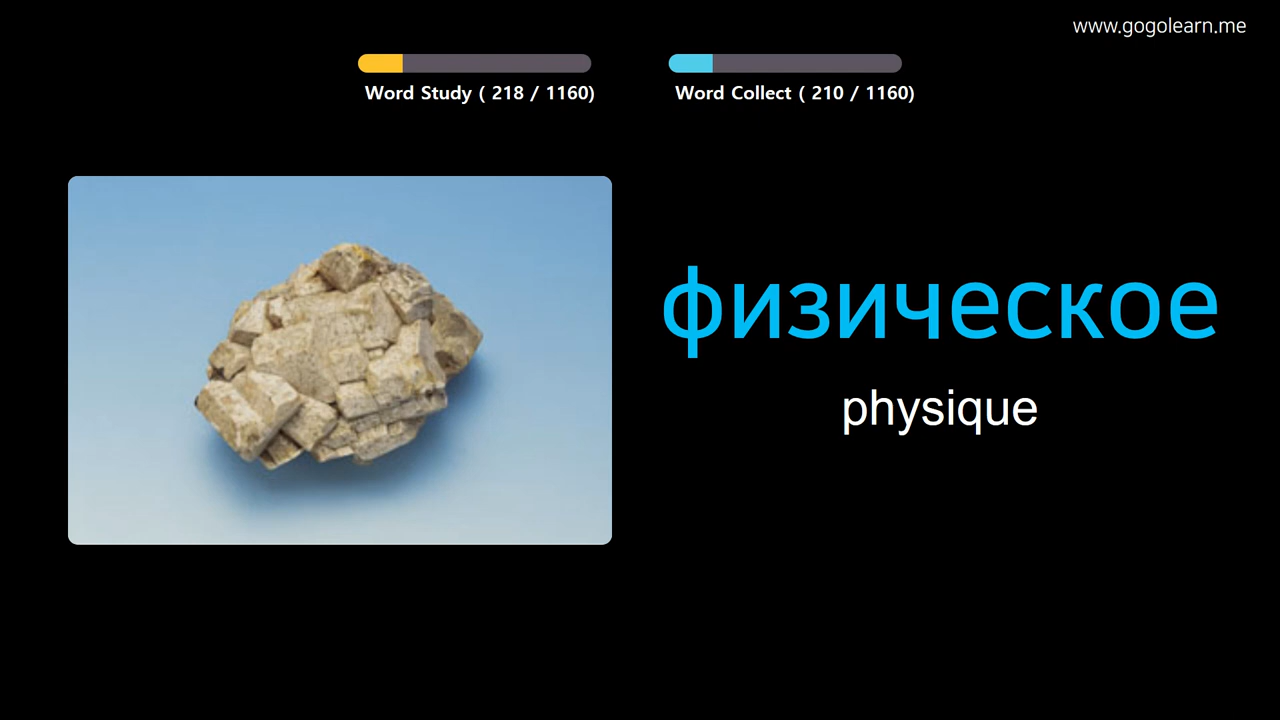 www.gogolearn.me
Word Study ( 218 / 1160)
Word Collect ( 210 / 1160)
физическое
physique